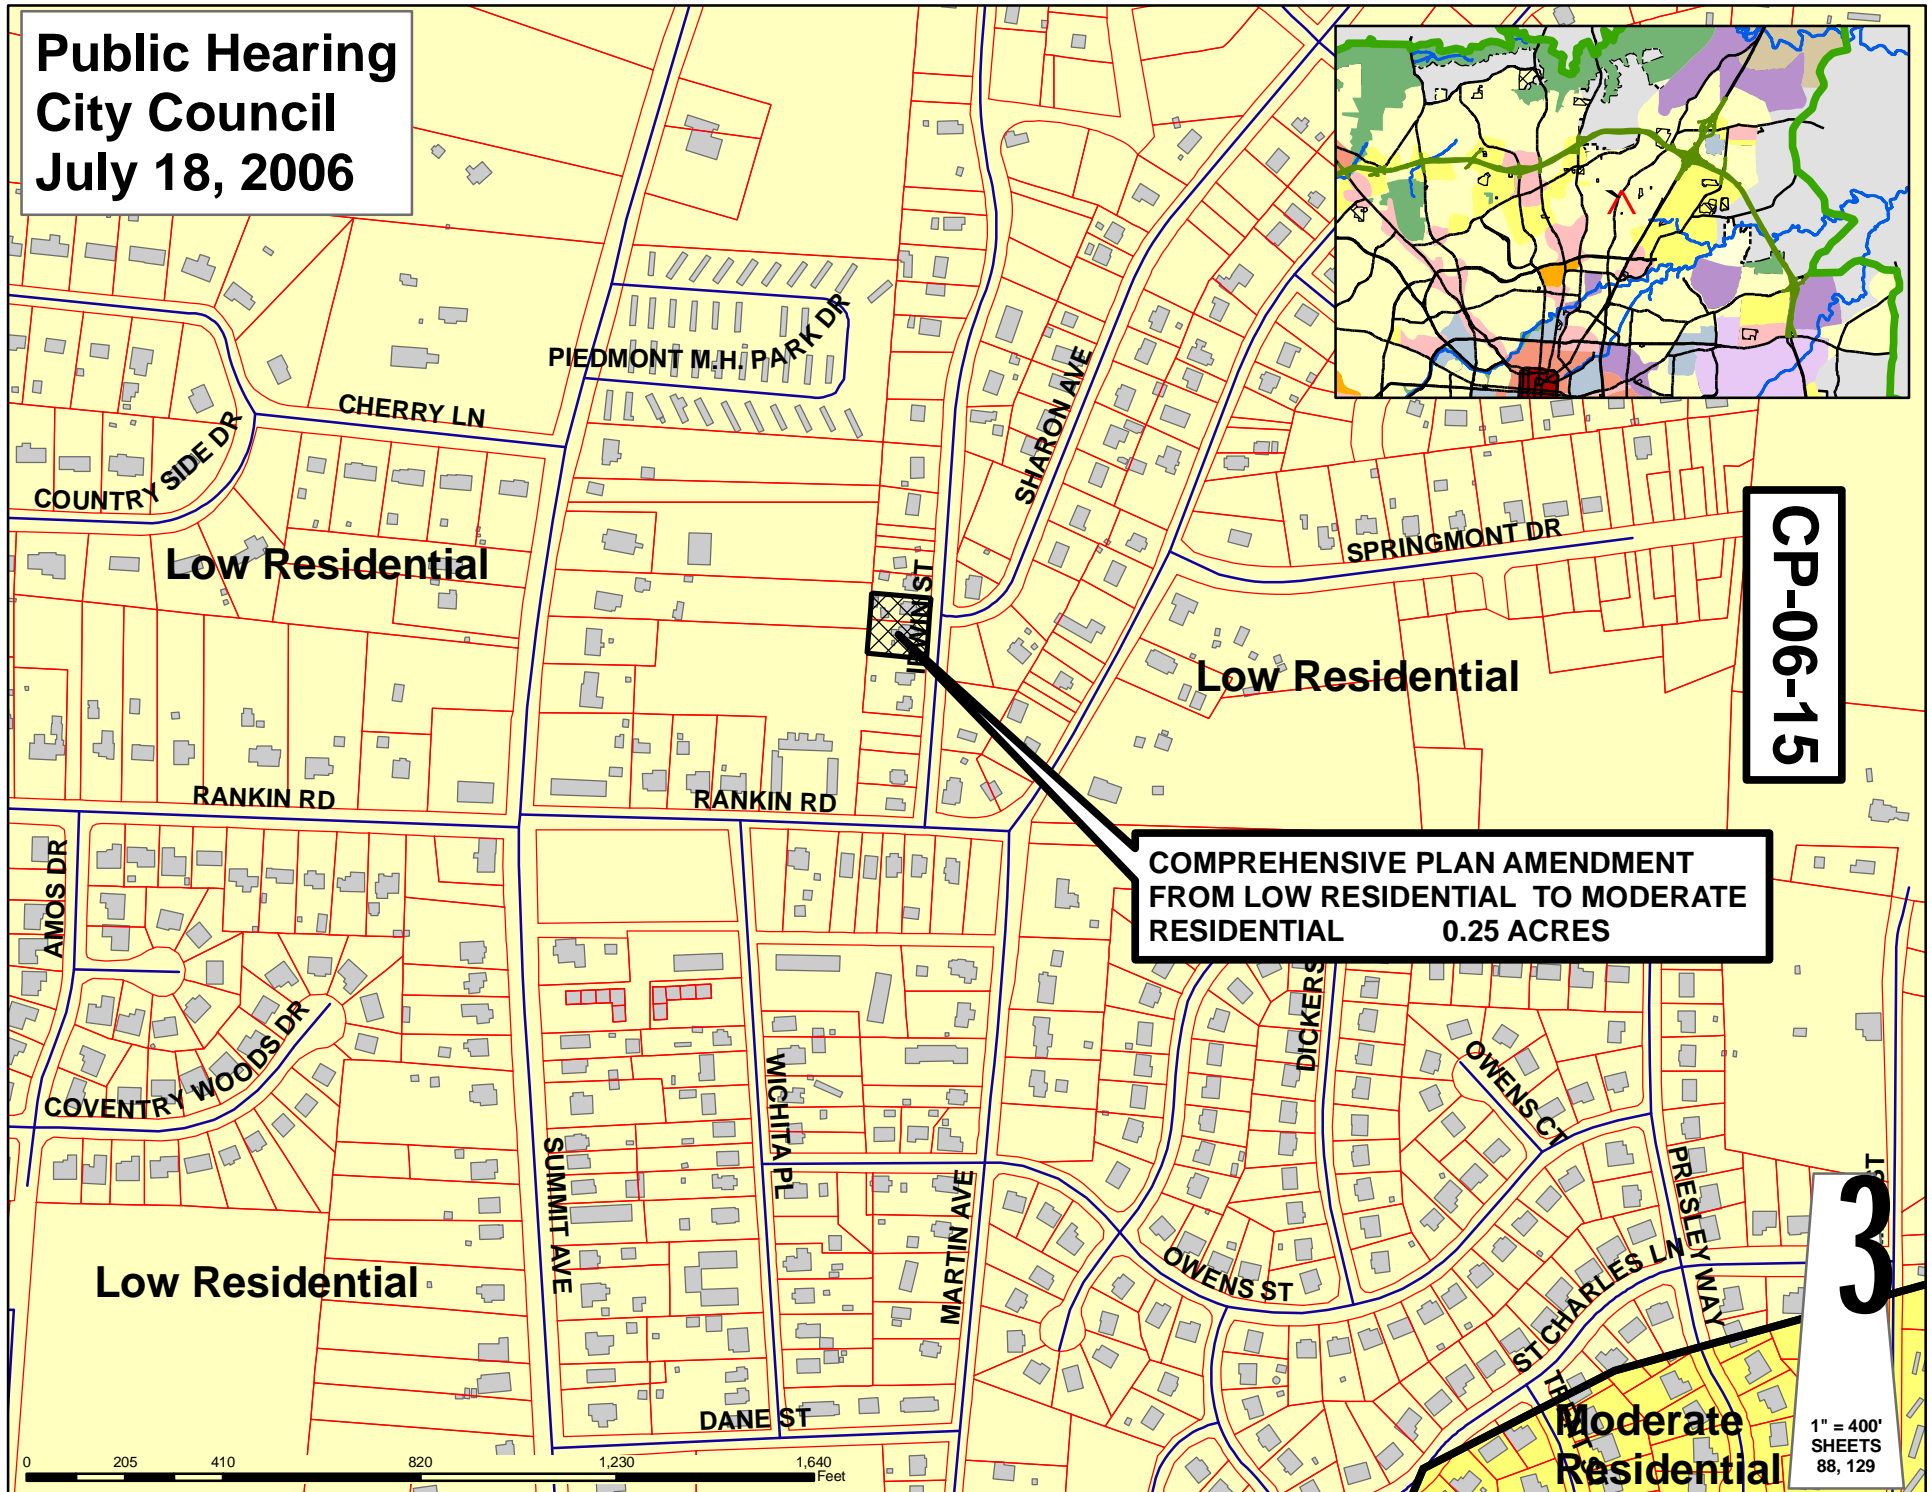 Public Hearing
City Council
July 18, 2006
PIEDMONT M.H. PARK DR
CHERRY LN
COUNTRY SIDE DR
SHARON AVE
SPRINGMONT DR
CP-06-15
Low Residential
IRWIN ST
Low Residential
RANKIN RD
RANKIN RD
COMPREHENSIVE PLAN AMENDMENT
FROM LOW RESIDENTIAL TO MODERATE
RESIDENTIAL 0.25 ACRES
AMOS DR
COVENTRY WOODS DR
WICHITA PL
SUMMIT AVE
MARTIN AVE
OWENS CT
PRESLEY WAY
ST
OWENS ST
ST CHARLES LN
Low Residential
3
DANE ST
Moderate
Residential
1" = 400'
SHEETS
88, 129
0 205 410 820 1,230 1,640
Feet